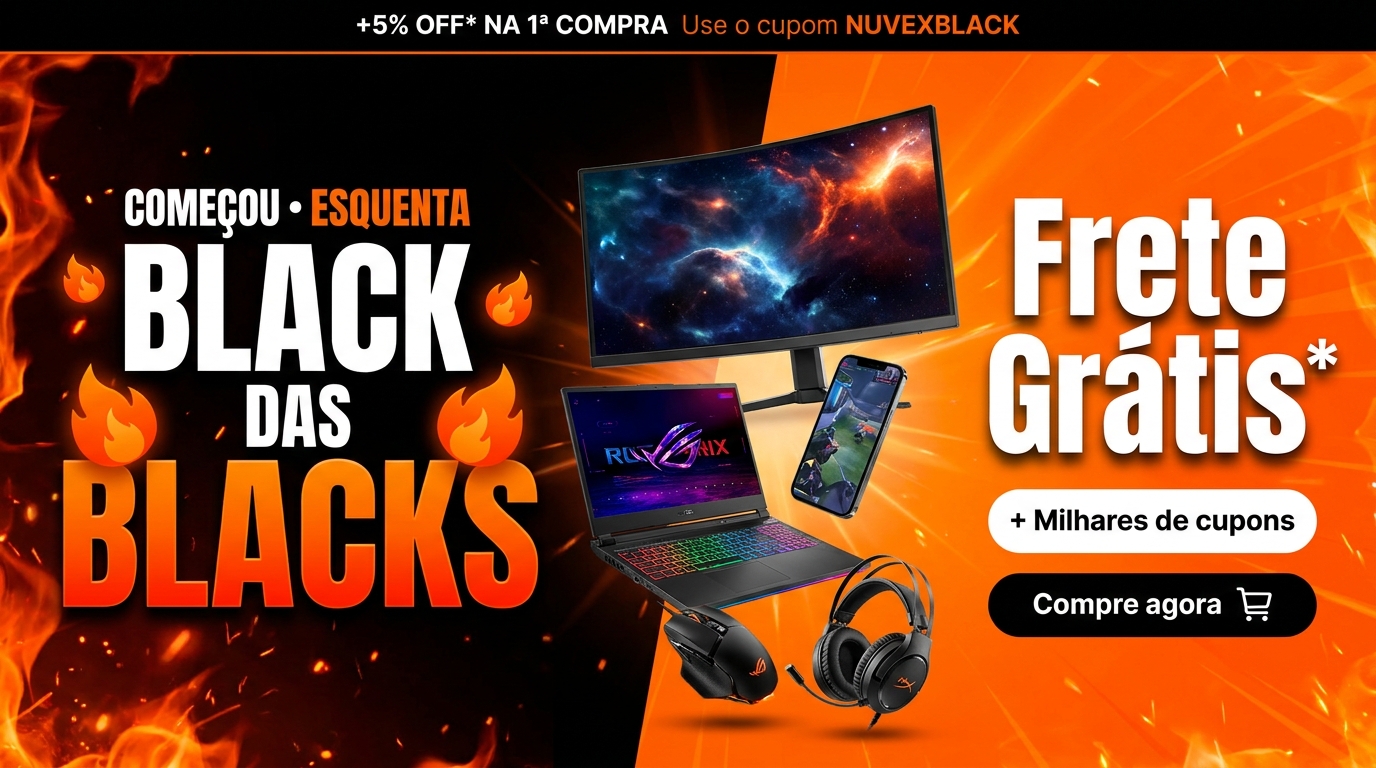 +5% OFF* NA 1ª COMPRA Use o cupom NUVEXBLACK
COMEÇOU • ESQUENTA
BLACK
DAS
BLACKS
Frete
Grátis*
+ Milhares de cupons
Compre agora